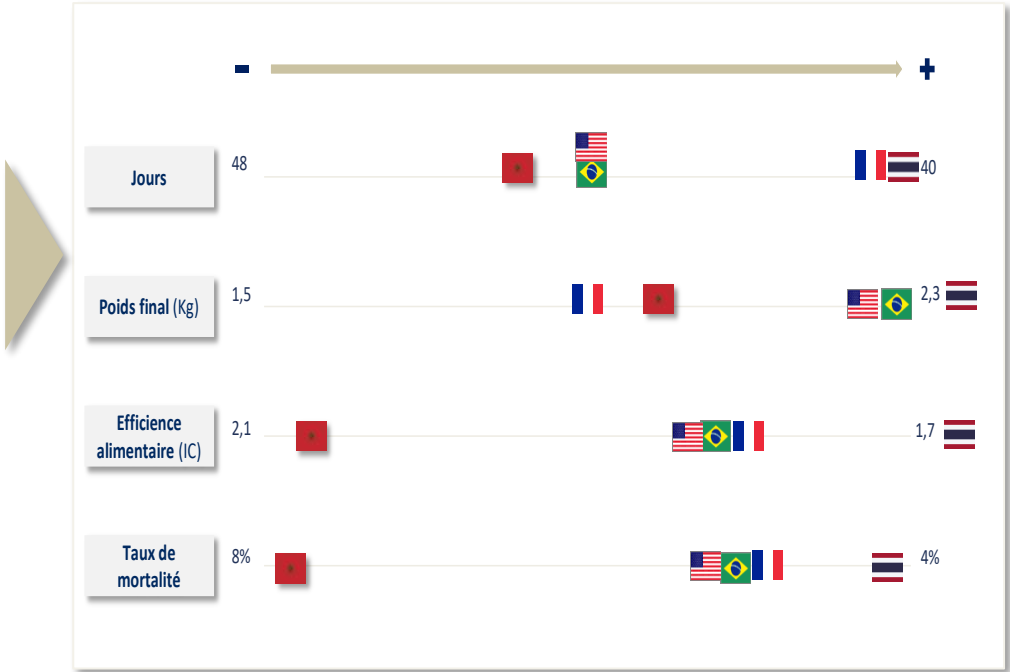 - +
Jours
48
40
Poids final (Kg)
1,5
2,3
Efficience
alimentaire (IC)
2,1
1,7
Taux de
mortalité
8%
4%